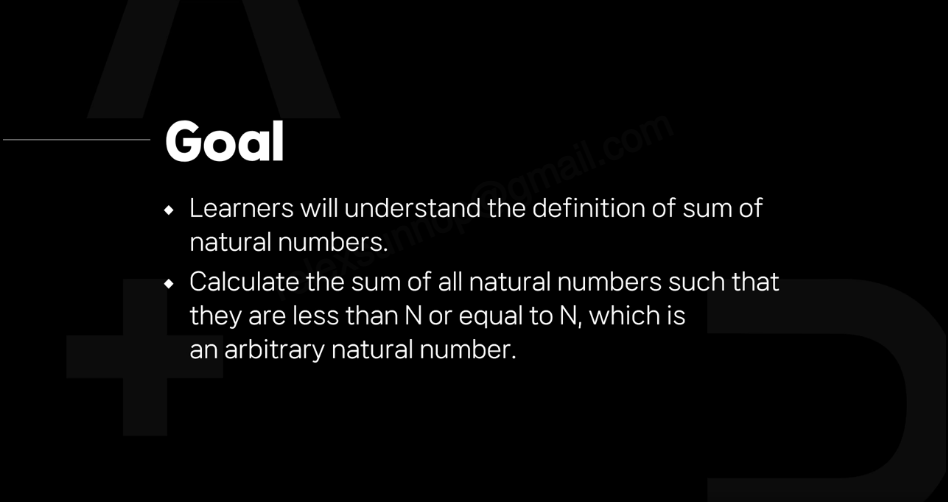 Goal
Learners will understand the definition of sum of
natural numbers.
Calculate the sum of all natural numbers such that
they are less than N or equal to N, which is
an arbitrary natural number.